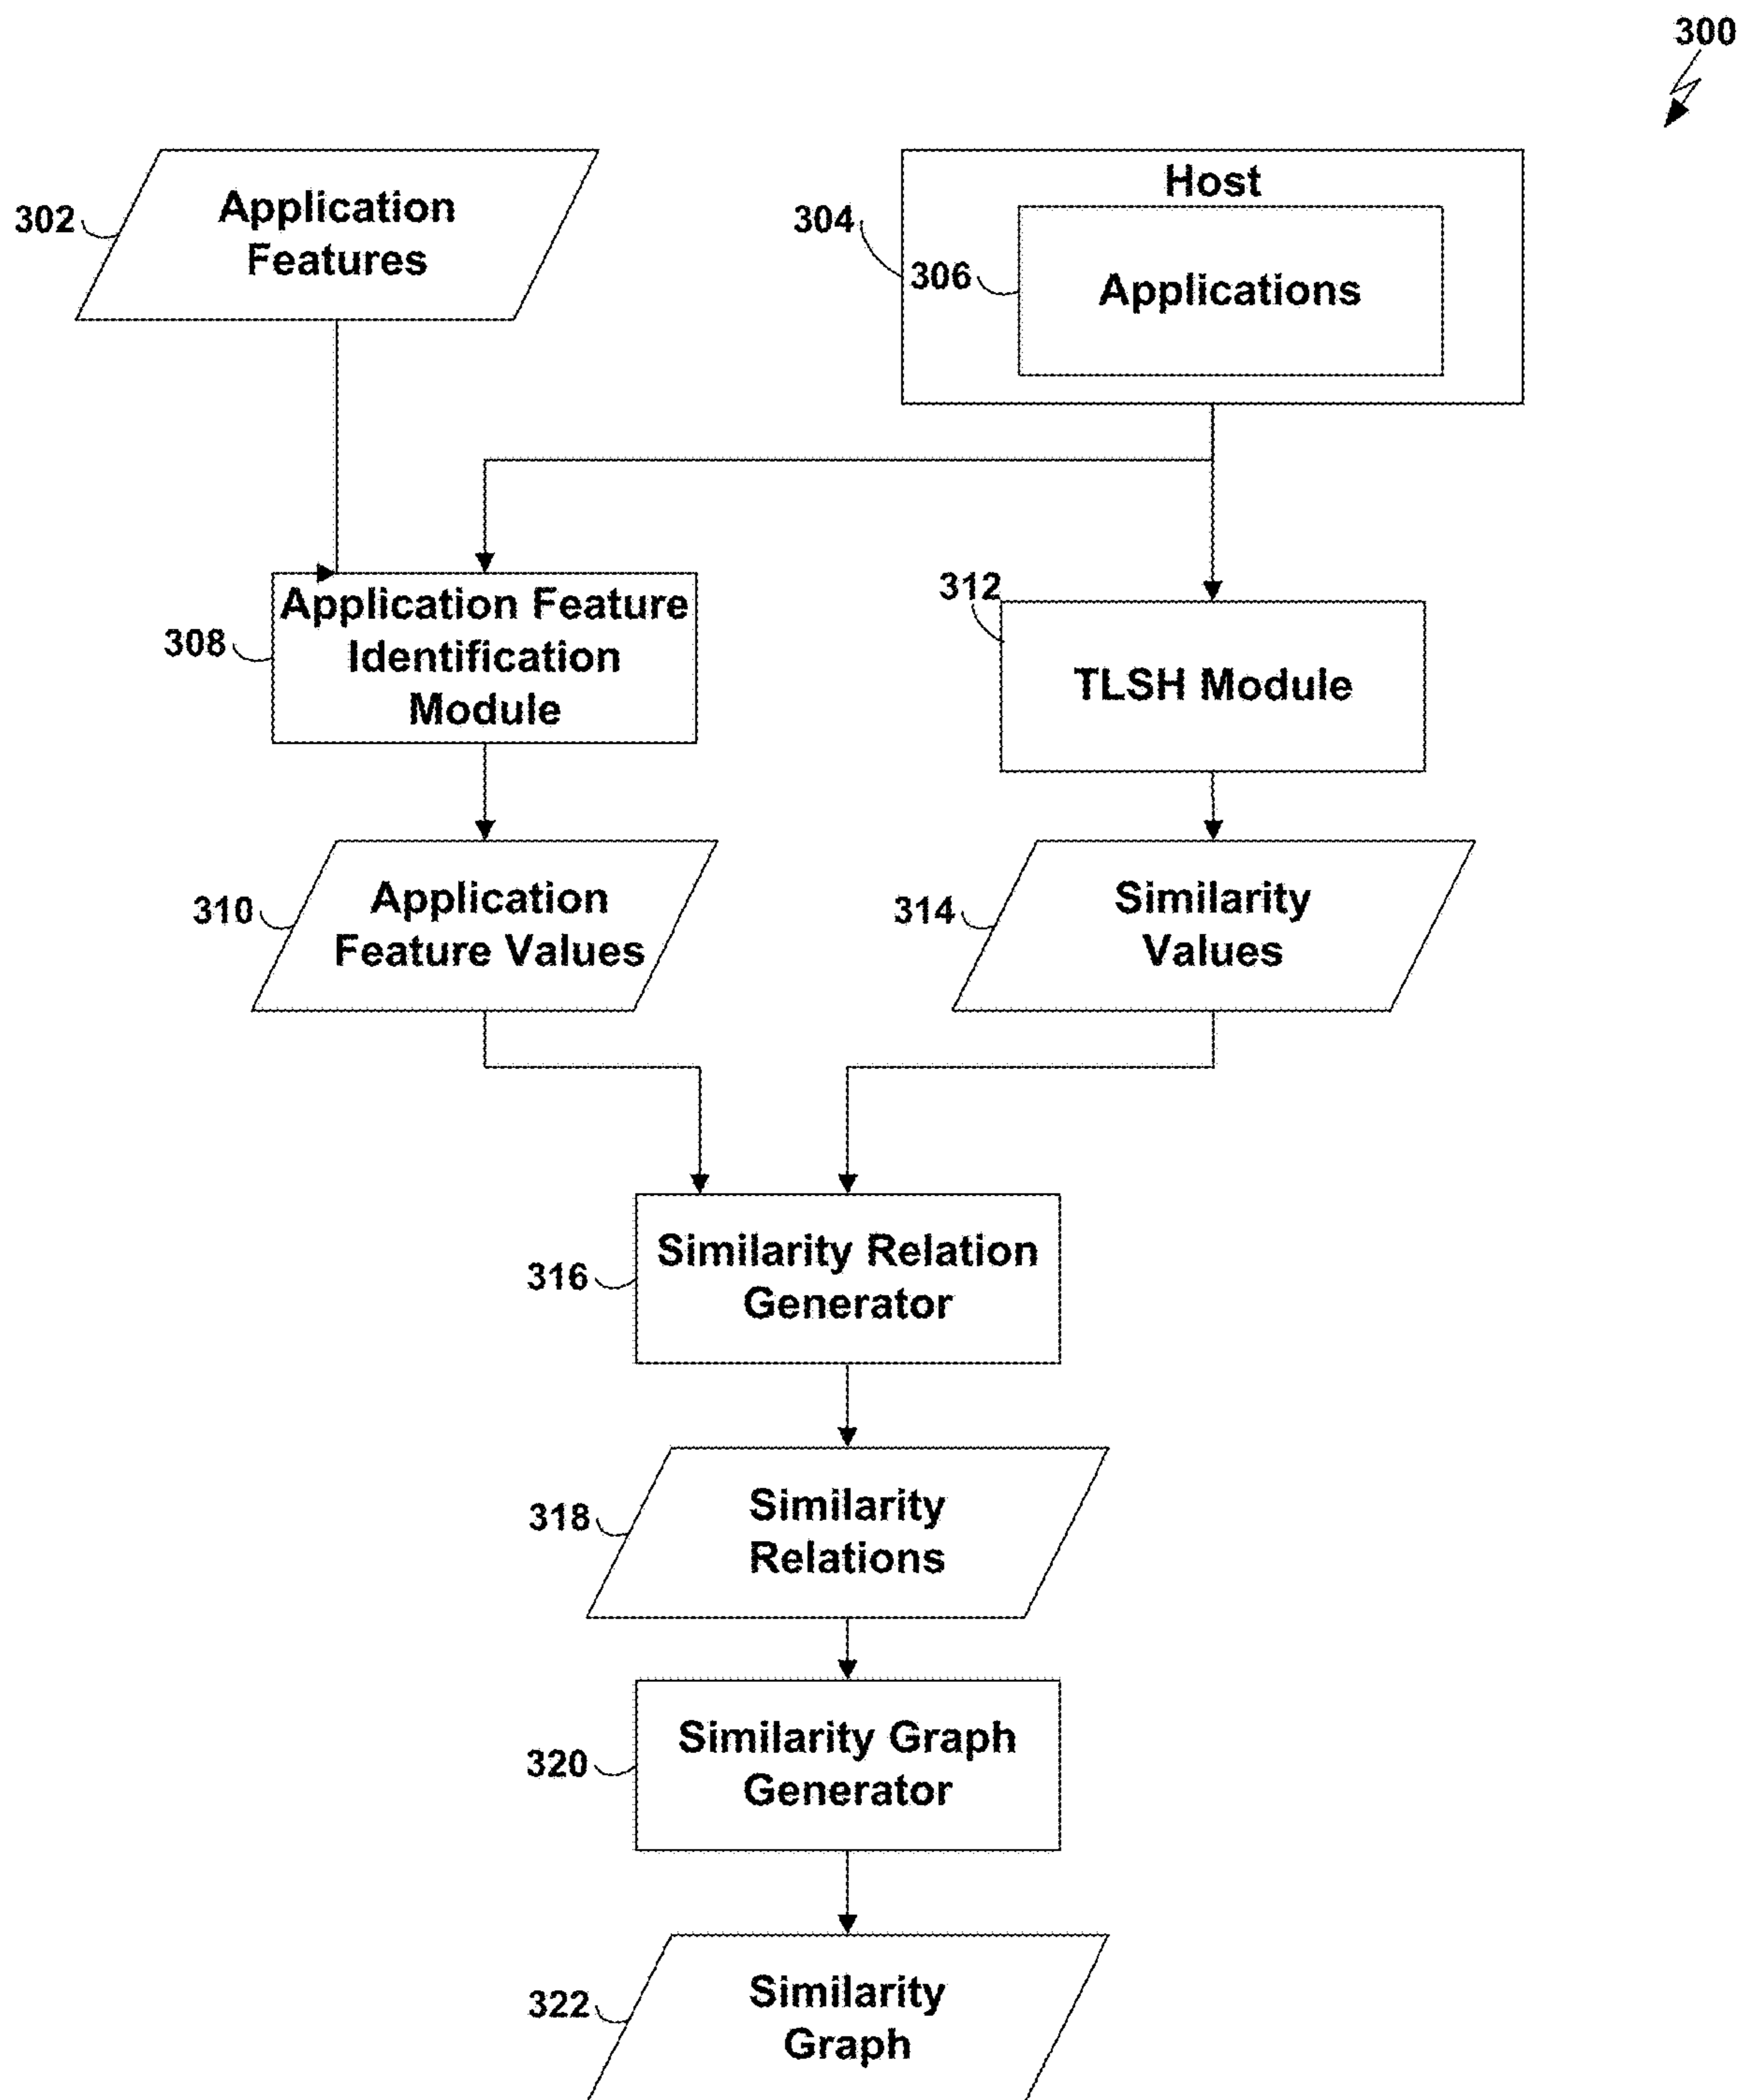 300
302
Application
Features
304
Host
306
Applications
308
Application Feature
Identification
Module
312
TLSH Module
310
Application
Feature Values
314
Similarity
Values
316
Similarity Relation
Generator
318
Similarity
Relations
320
Similarity Graph
Generator
322
Similarity
Graph